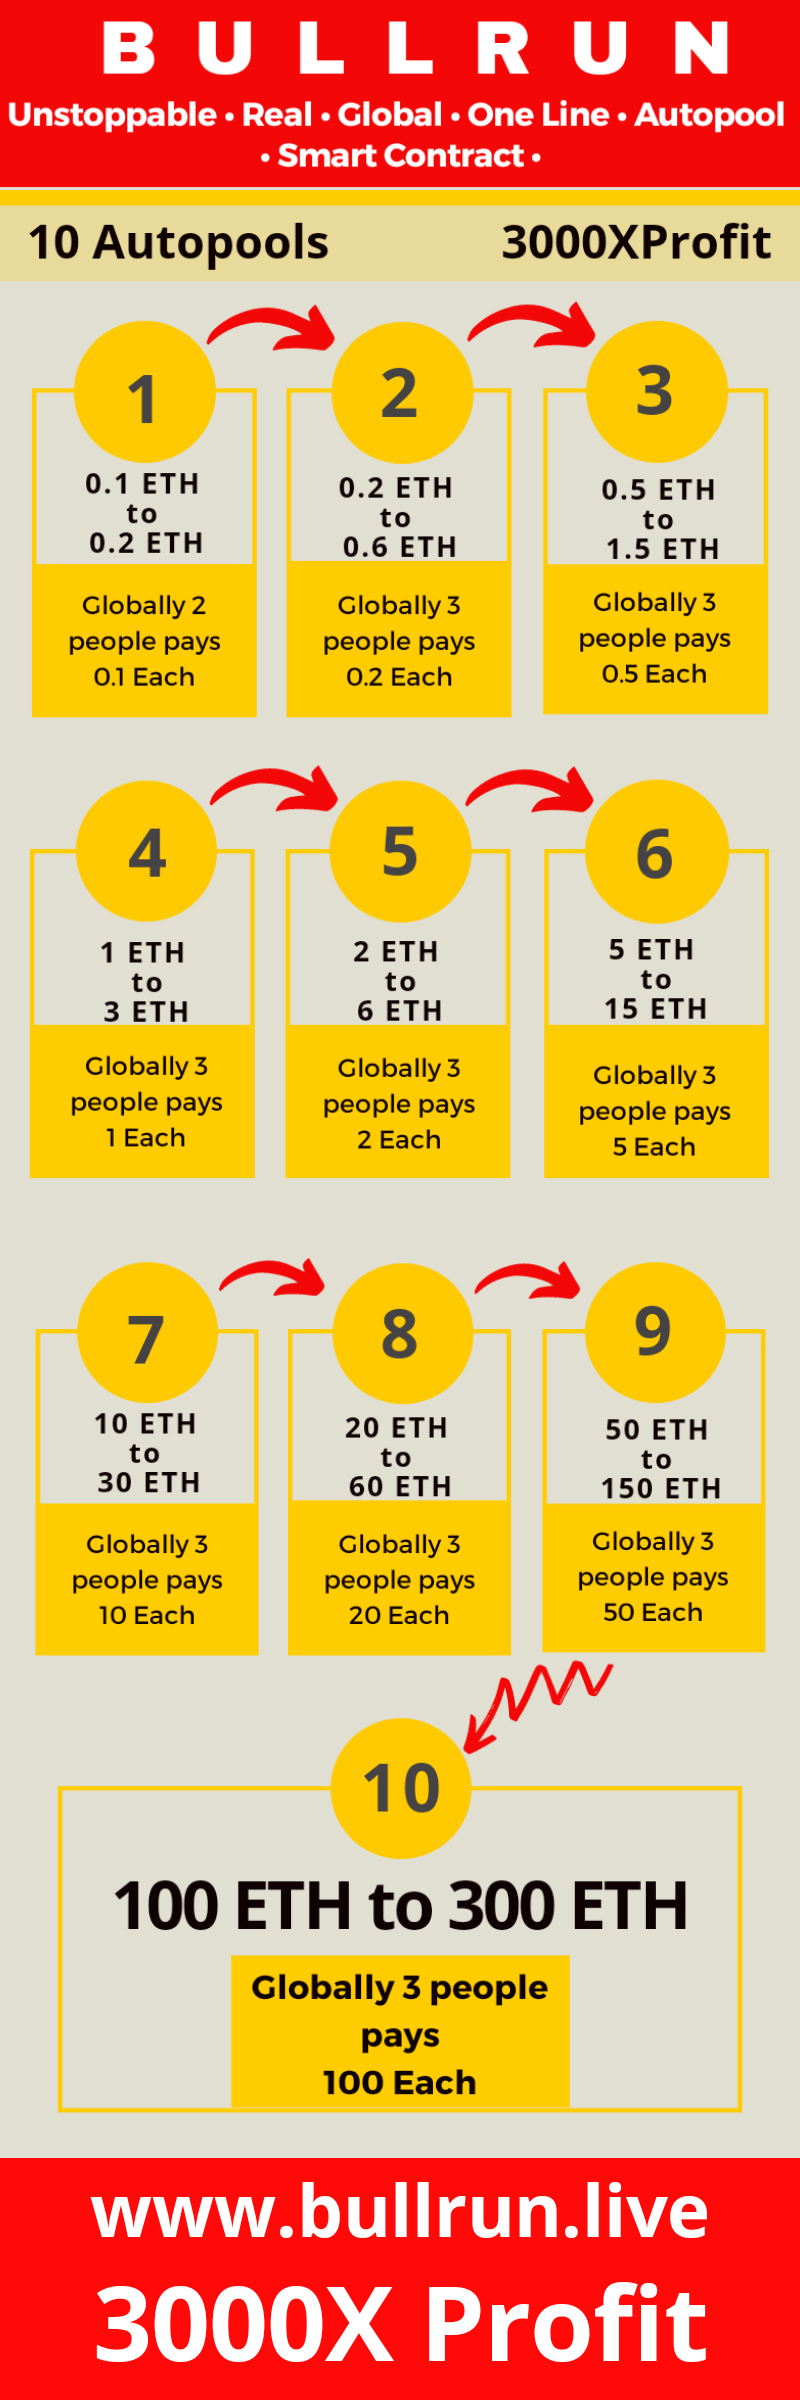 BULLRUN
Unstoppable • Real • Global • One Line • Autopool
• Smart Contract •
10 Autopools
3000XProfit
1
0.1 ETH
to
0.2 ETH
Globally 2
people pays
0.1 Each
2
0.2 ETH
to
0.6 ETH
Globally 3
people pays
0.2 Each
3
0.5 ETH
to
1.5 ETH
Globally 3
people pays
0.5 Each
4
1 ETH
to
3 ETH
Globally 3
people pays
1 Each
5
2 ETH
to
6 ETH
Globally 3
people pays
2 Each
6
5 ETH
to
15 ETH
Globally 3
people pays
5 Each
7
10 ETH
to
30 ETH
Globally 3
people pays
10 Each
8
20 ETH
to
60 ETH
Globally 3
people pays
20 Each
9
50 ETH
to
150 ETH
Globally 3
people pays
50 Each
10
100 ETH to 300 ETH
Globally 3 people
pays
100 Each
www.bullrun.live
3000X Profit